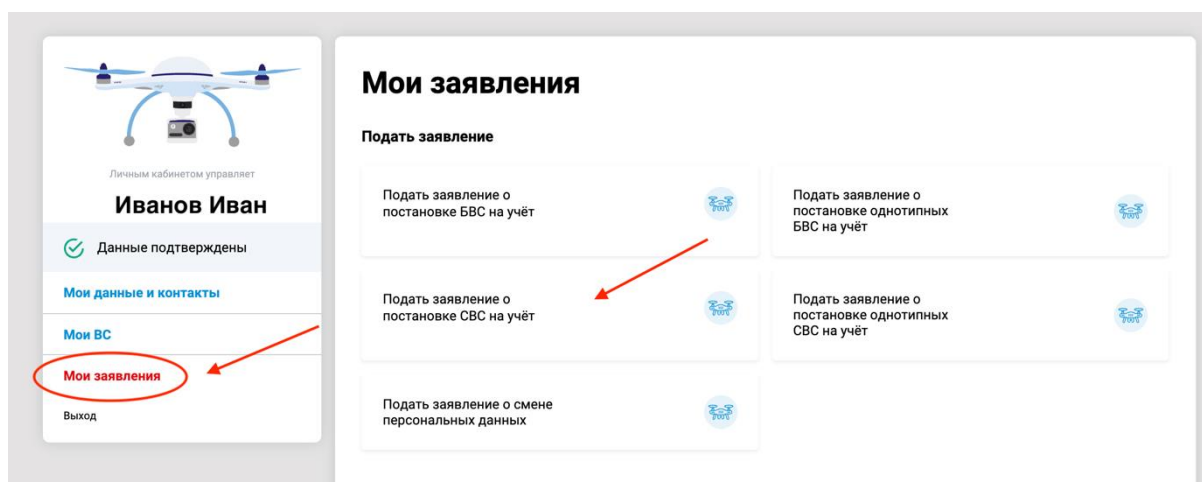 Личным кабинетом управляет
Иванов Иван
Данные подтверждены
Мои данные и контакты
Мои ВС
Мои заявления
Выход
Мои заявления
Подать заявление
Подать заявление о
постановке БВС на учёт
Подать заявление о
постановке однотипных
БВС на учёт
Подать заявление о
постановке СВС на учёт
Подать заявление о
постановке однотипных
СВС на учёт
Подать заявление о смене
персональных данных